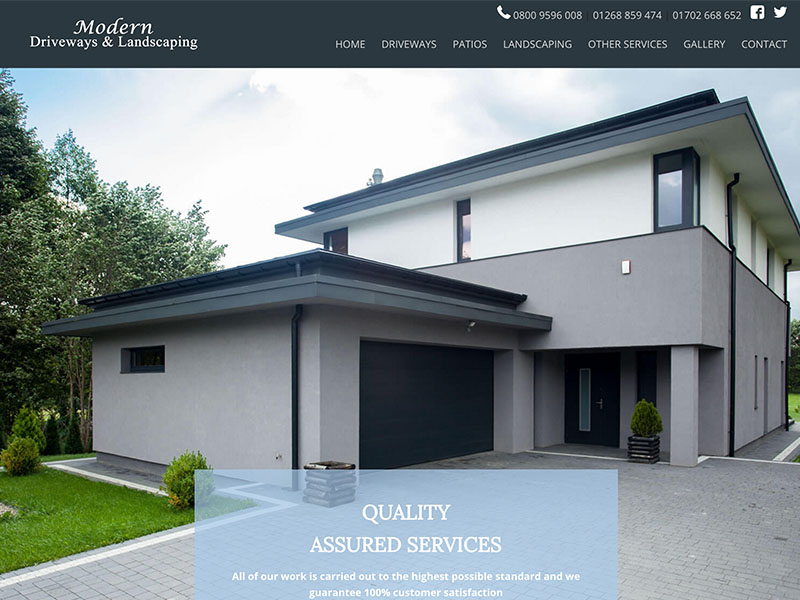 Modern
Driveways & Landscaping
0800 9596 008 | 01268 859 474 | 01702 668 652
HOME DRIVEWAYS PATIOS LANDSCAPING OTHER SERVICES GALLERY CONTACT
QUALITY
ASSURED SERVICES
All of our work is carried out to the highest possible standard and we
guarantee 100% customer satisfaction